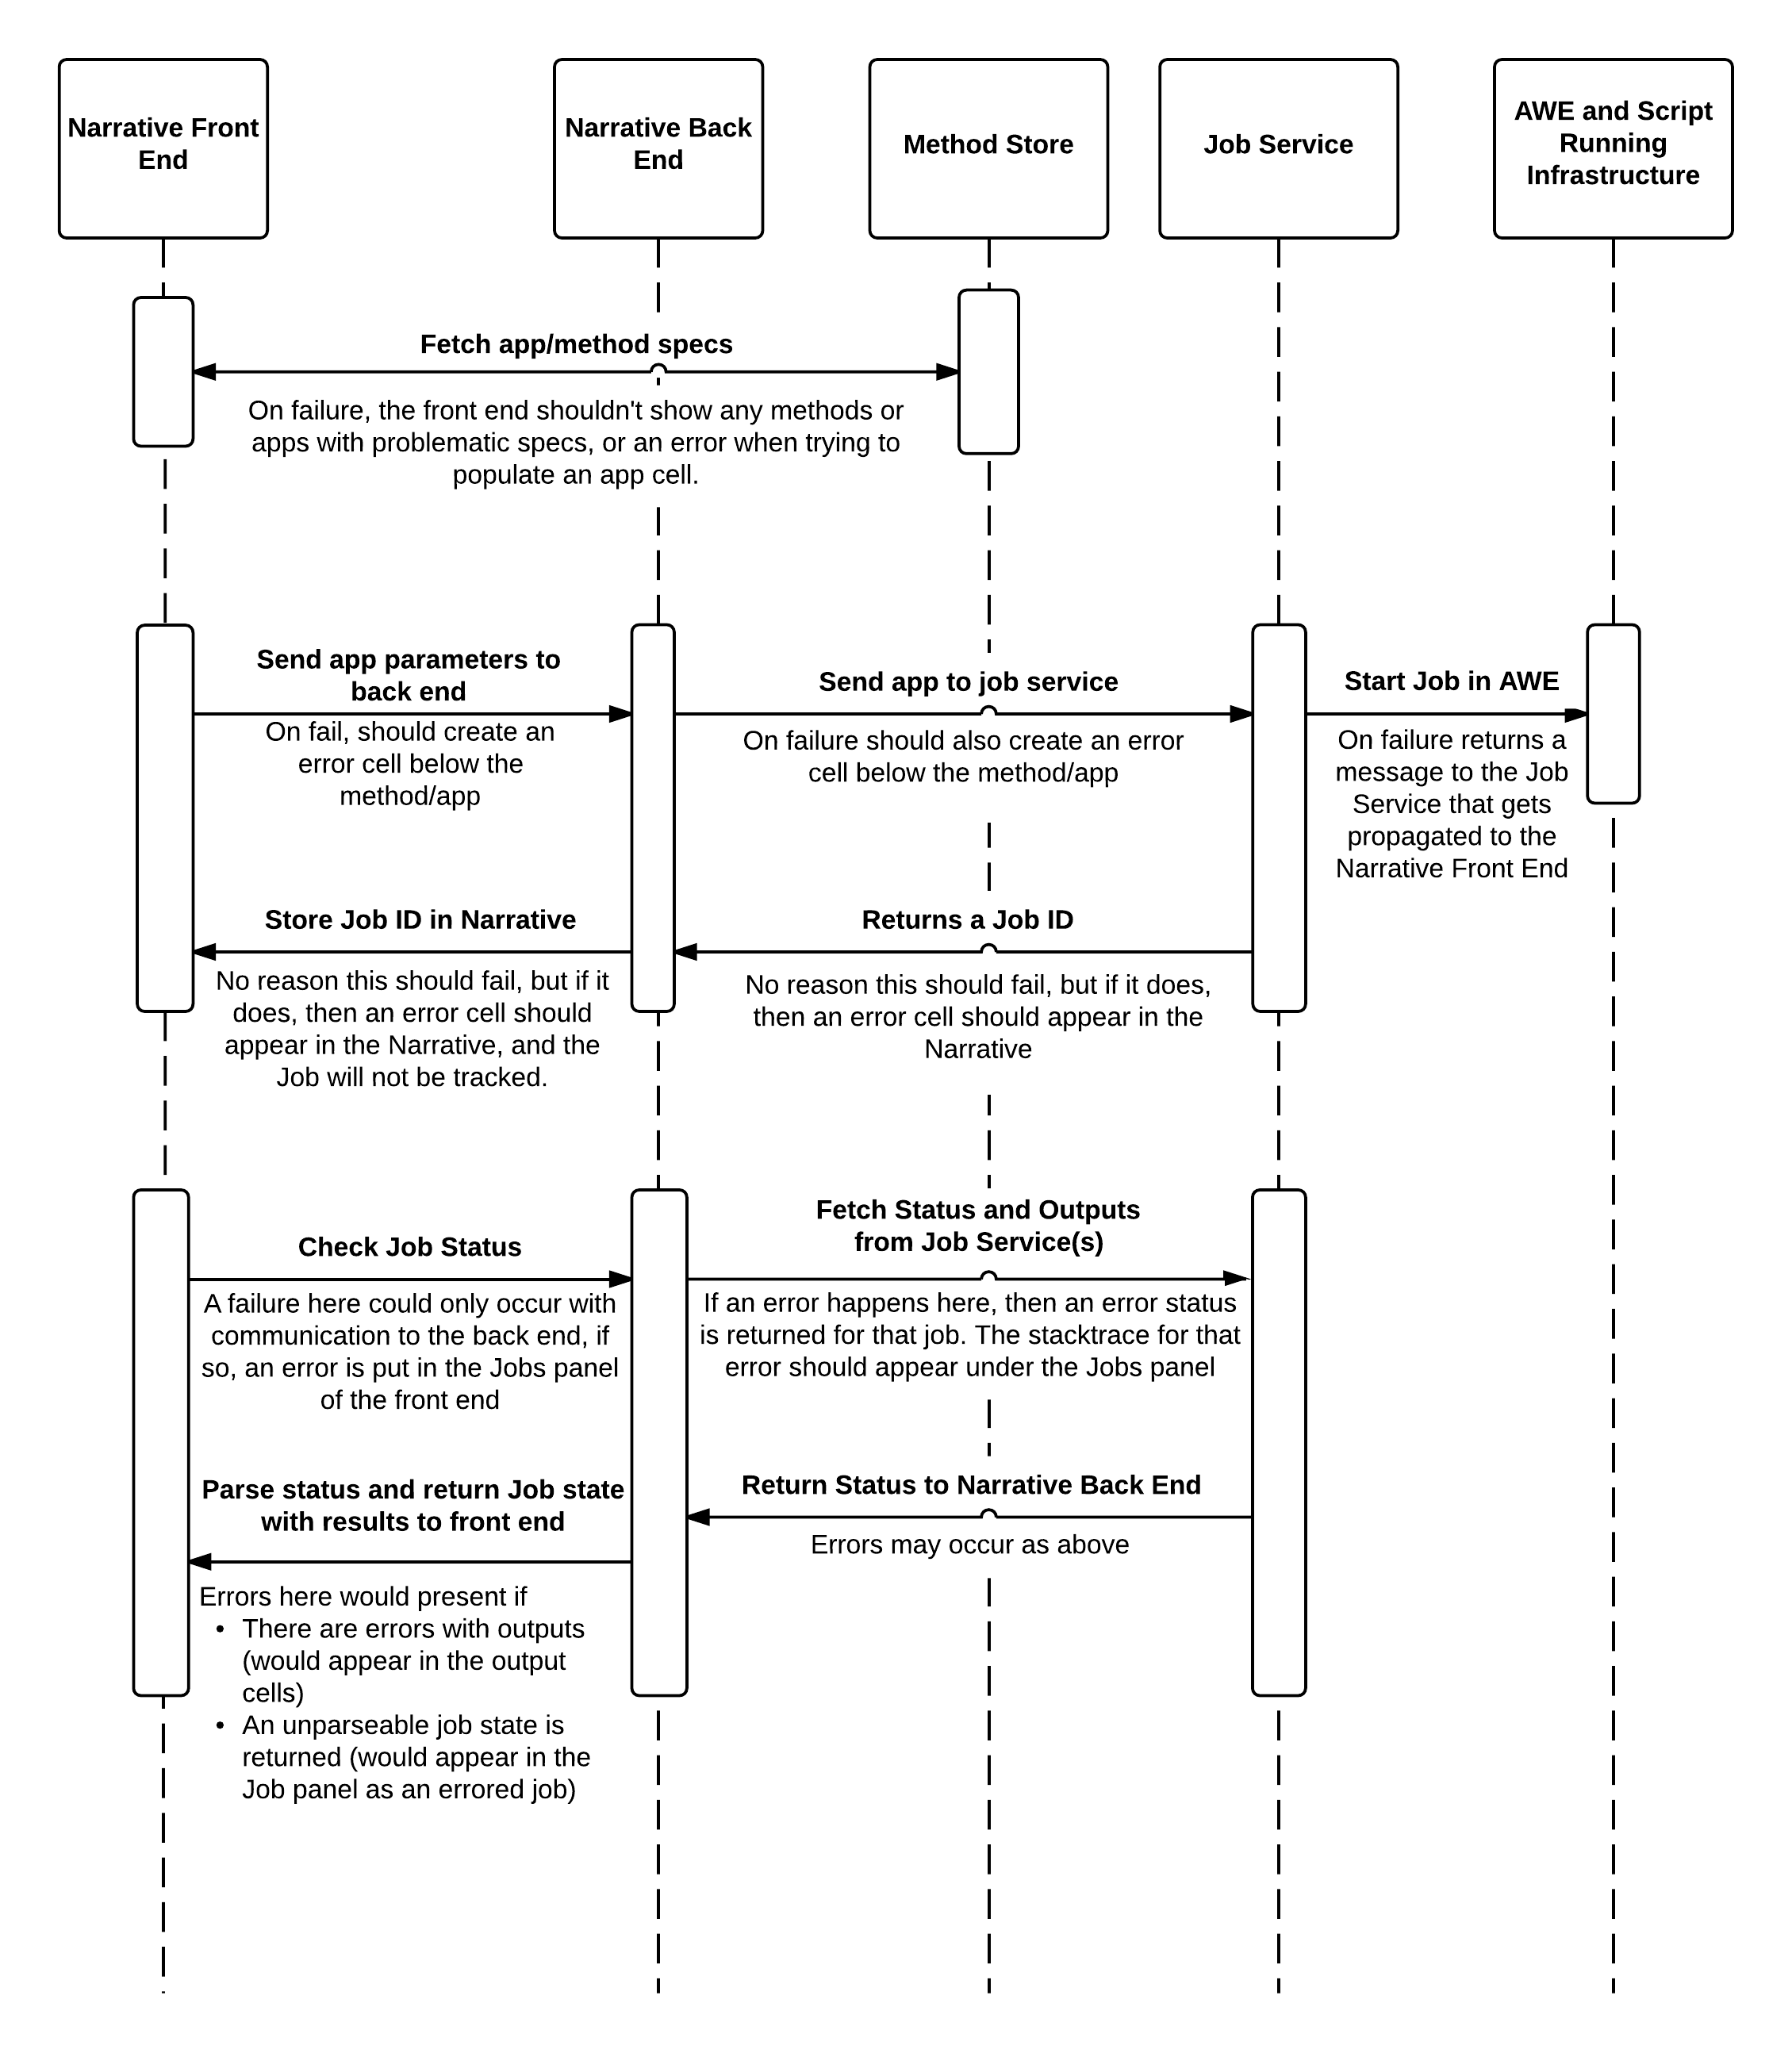 Narrative Front
End
Narrative Back
End
Method Store
Job Service
AWE and Script
Running
Infrastructure
Fetch app/method specs
On failure, the front end shouldn't show any methods or
apps with problematic specs, or an error when trying to
populate an app cell.
Send app parameters to
back end
On fail, should create an
error cell below the
method/app
Send app to job service
On failure should also create an error
cell below the method/app
Start Job in AWE
On failure returns a
message to the Job
Service that gets
propagated to the
Narrative Front End
Store Job ID in Narrative
No reason this should fail, but if it
does, then an error cell should
appear in the Narrative, and the
Job will not be tracked.
Returns a Job ID
No reason this should fail, but if it does,
then an error cell should appear in the
Narrative
Check Job Status
A failure here could only occur with
communication to the back end, if
so, an error is put in the Jobs panel
of the front end
Fetch Status and Outputs
from Job Service(s)
If an error happens here, then an error status
is returned for that job. The stacktrace for that
error should appear under the Jobs panel
Parse status and return Job state
with results to front end
Errors here would present if
• There are errors with outputs
(would appear in the output
cells)
• An unparseable job state is
returned (would appear in the
Job panel as an errored job)
Return Status to Narrative Back End
Errors may occur as above